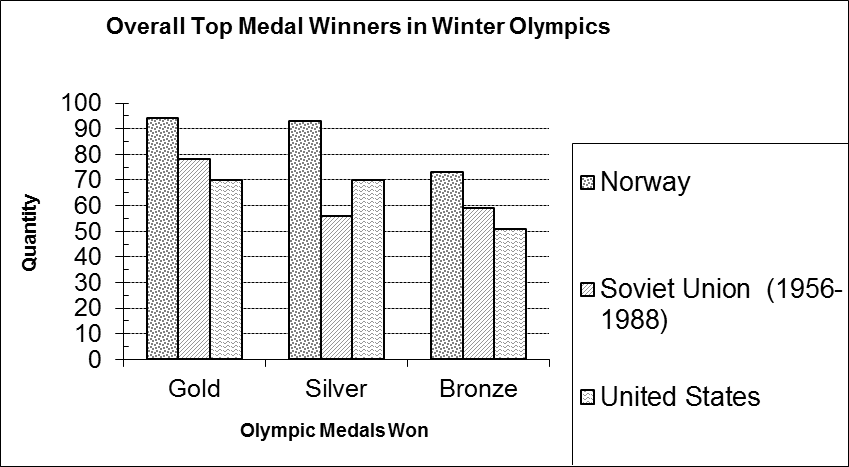 Overall Top Medal Winners in Winter Olympics
Quantity
100
90
80
70
60
50
40
30
20
10
0
Gold Silver Bronze
Olympic Medals Won
Norway
Soviet Union (1956-
1988)
United States